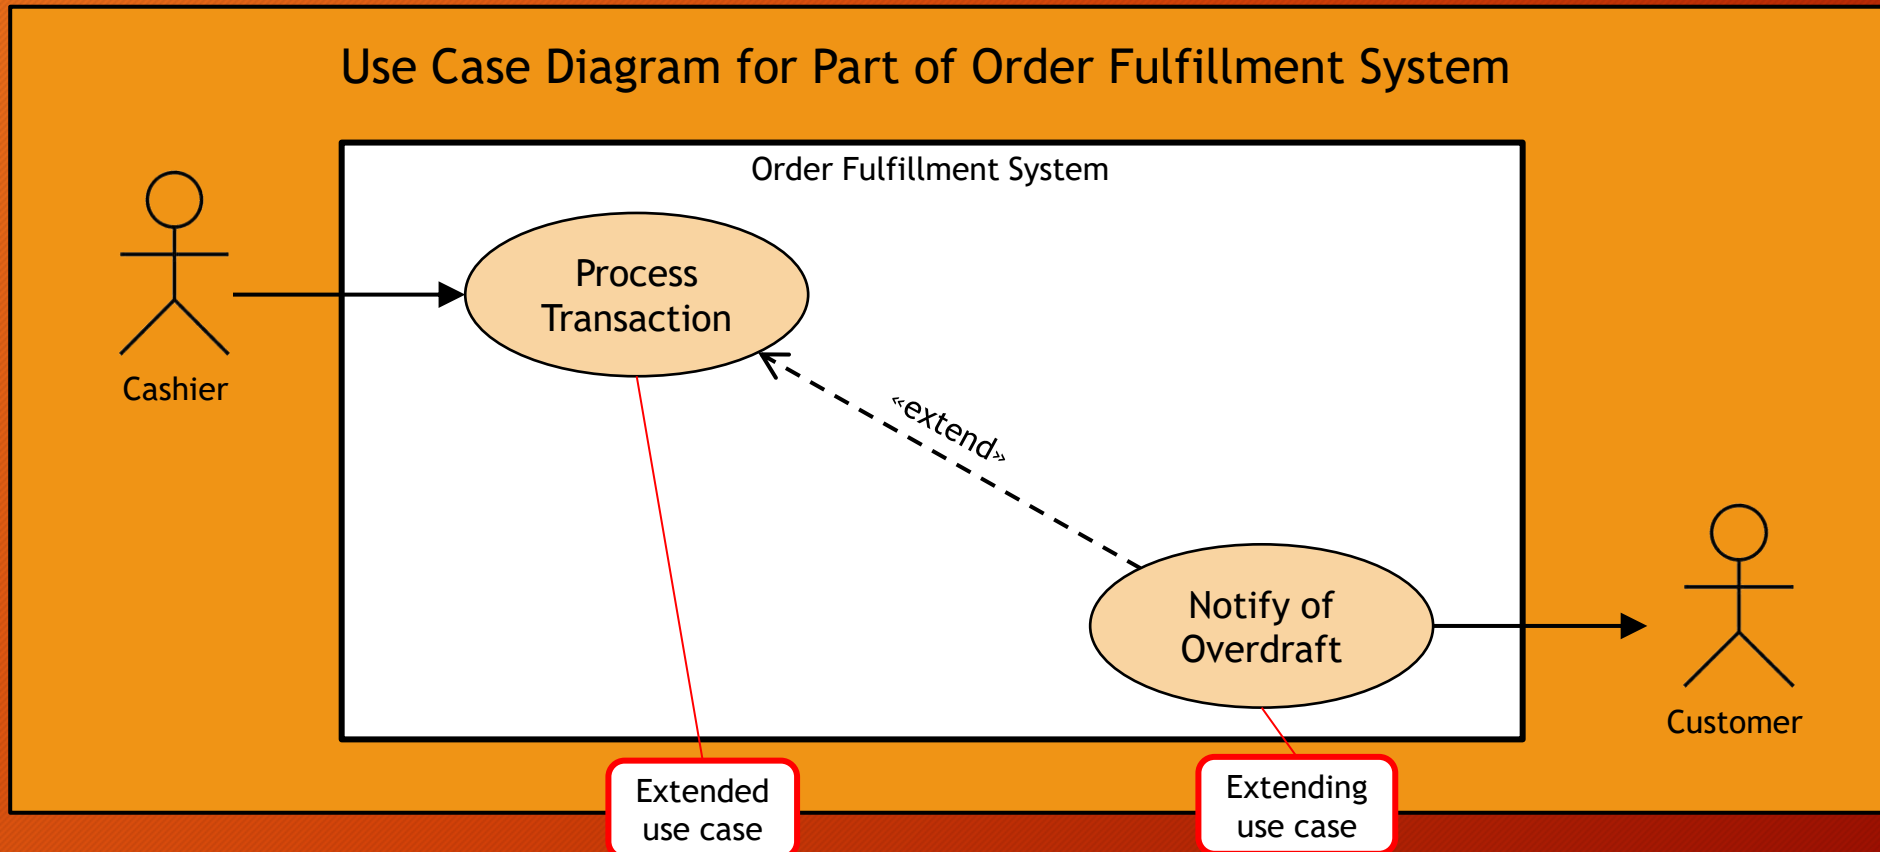 Use Case Diagram for Part of Order Fulfillment System
Order Fulfillment System
Process
Transaction
Cashier
«extend»
Notify of
Overdraft
Customer
Extended
use case
Extending
use case